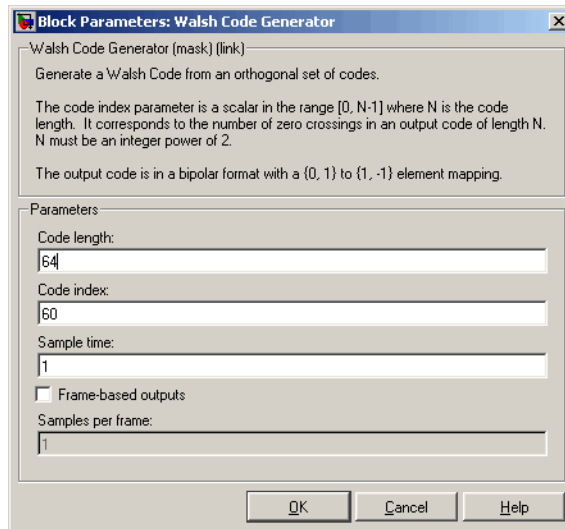 Block Parameters: Walsh Code Generator
Walsh Code Generator (mask) (link)
Generate a Walsh Code from an orthogonal set of codes.
The code index parameter is a scalar in the range [0, N-1] where N is the code
length. It corresponds to the number of zero crossings in an output code of length N.
N must be an integer power of 2.
The output code is in a bipolar format with a {0, 1} to {1, -1} element mapping.
Parameters
Code length:
64
Code index:
60
Sample time:
1
Frame-based outputs
Samples per frame:
1
OK Cancel Help